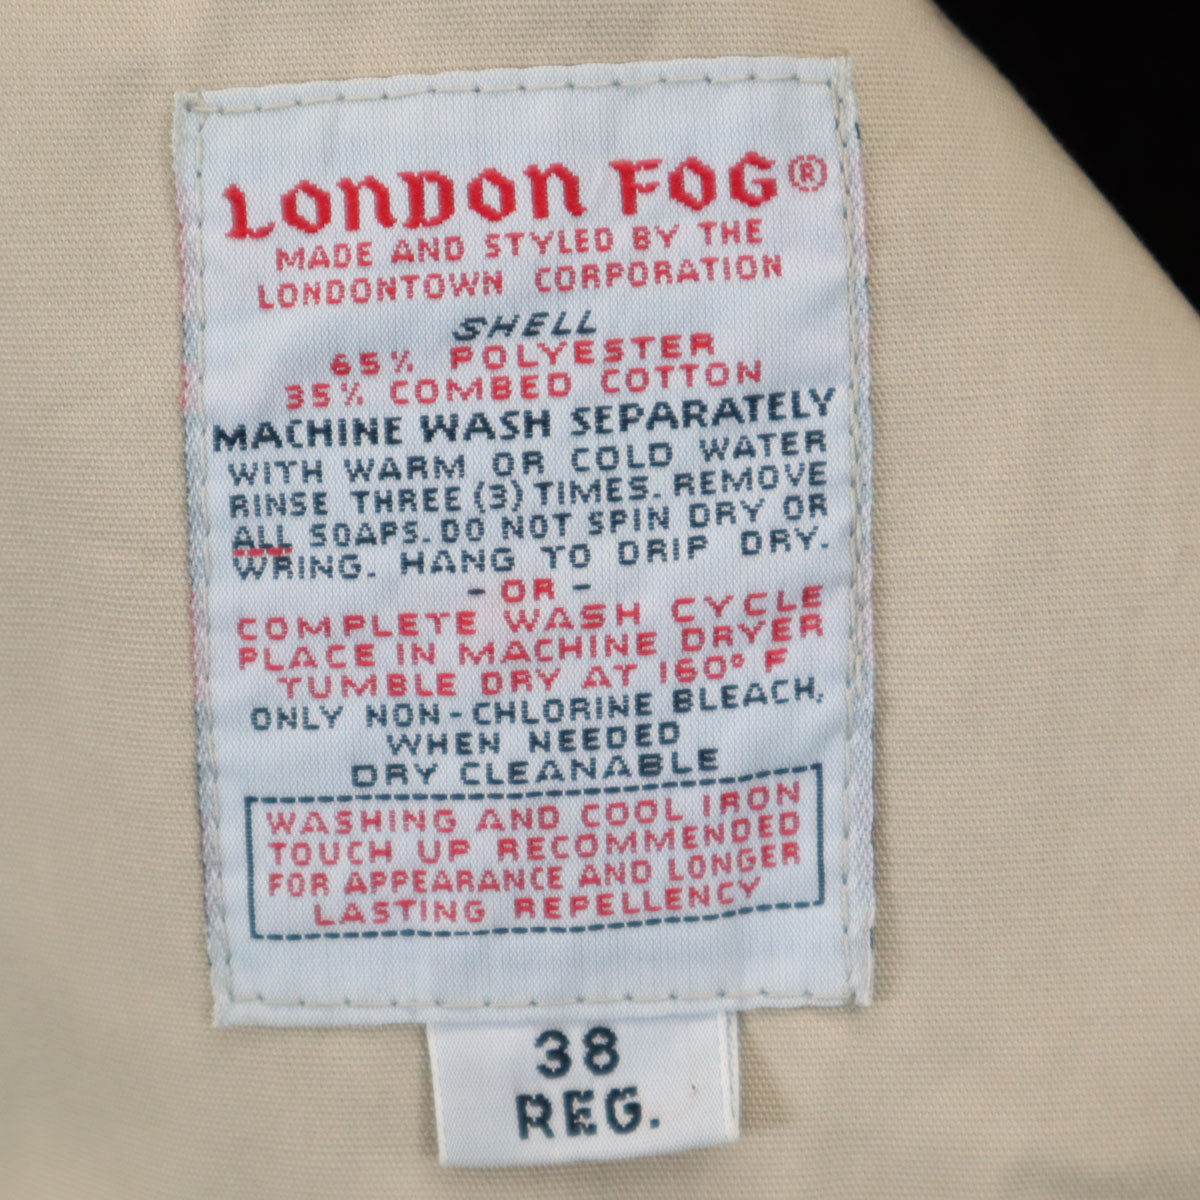 LONDON FOG®
MADE AND STYLED BY THE
LONDONTOWN CORPORATION
SHELL
65% POLYESTER
35% COMBED COTTON
MACHINE WASH SEPARATELY
WITH WARM OR COLD WATER
RINSE THREE (3) TIMES. REMOVE
ALL SOAPS. DO NOT SPIN DRY OR
WRING. HANG TO DRIP DRY.
- OR -
COMPLETE WASH CYCLE
PLACE IN MACHINE DRYER
TUMBLE DRY AT 160° F
ONLY NON-CHLORINE BLEACH,
WHEN NEEDED
DRY CLEANABLE
WASHING AND COOL IRON
TOUCH UP RECOMMENDED
FOR APPEARANCE AND LONGER
LASTING REPELLENCY
38
REG.